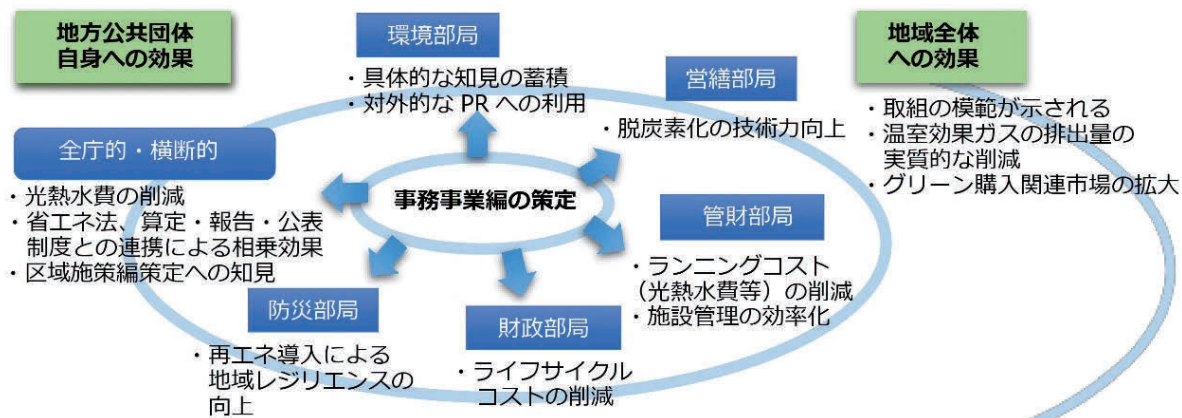 地方公共団体
自身への効果
環境部局
・具体的な知見の蓄積
・対外的な PR への利用
営繕部局
・脱炭素化の技術力向上
地域全体
への効果
・取組の模範が示される
・温室効果ガスの排出量の
実質的な削減
・グリーン購入関連市場の拡大
全庁的・横断的
・光熱水費の削減
・省エネ法、算定・報告・公表
制度との連携による相乗効果
・区域施策編策定への知見
事務事業編の策定
管財部局
・ランニングコスト
（光熱水費等）の削減
・施設管理の効率化
防災部局
・再エネ導入による
地域レジリエンスの
向上
財政部局
・ライフサイクル
コストの削減